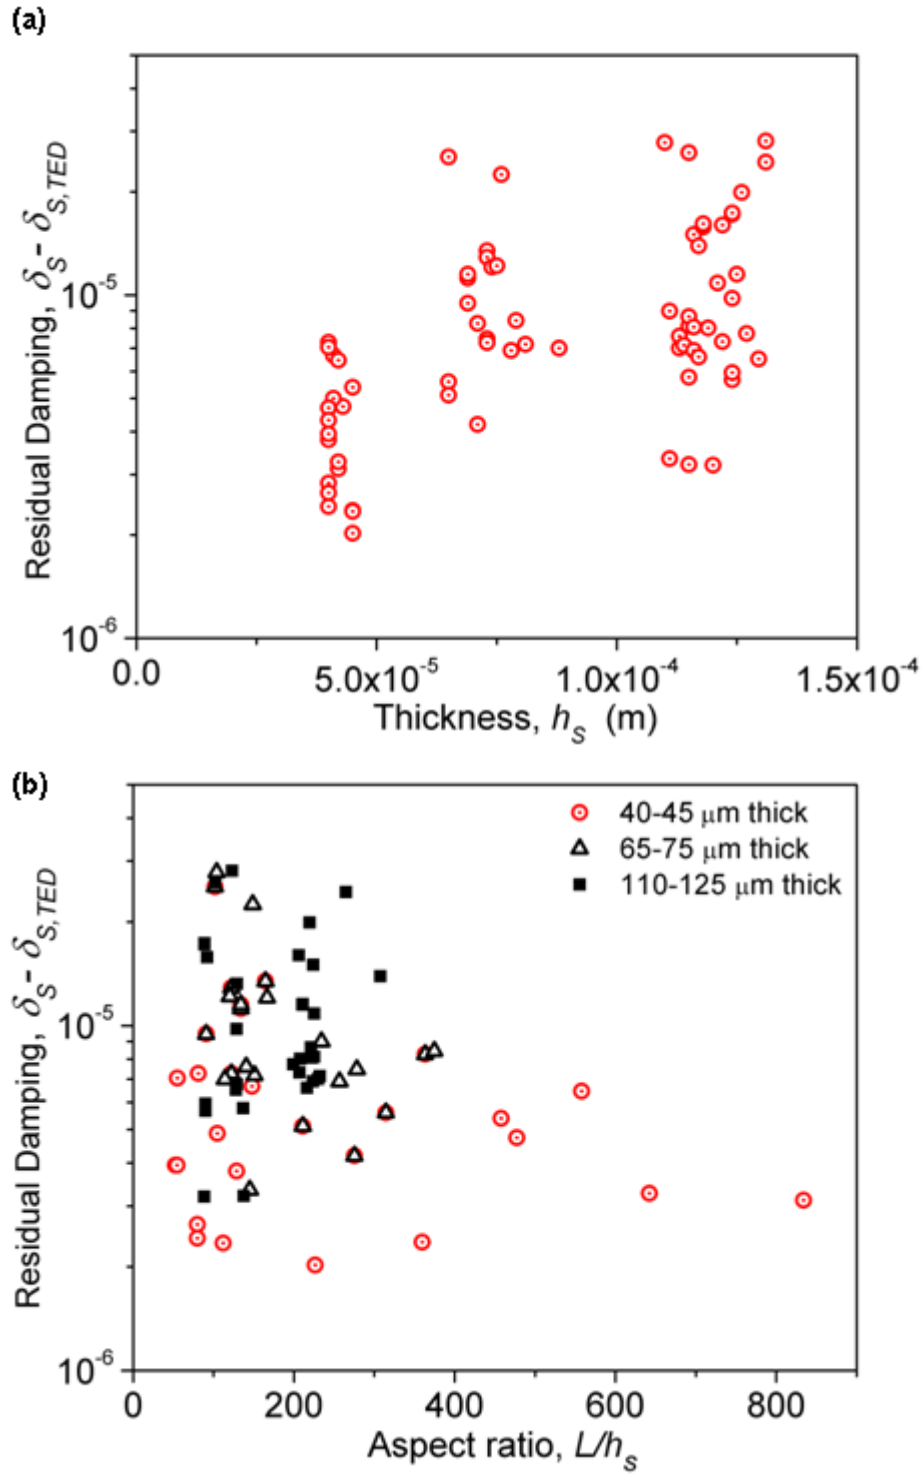 (a)
Residual Damping, δS - δS,TED
10-5
10-6
0.0 5.0x10-5 1.0x10-4 1.5x10-4
Thickness, hS (m)
(b)
40-45 μm thick
65-75 μm thick
110-125 μm thick
Residual Damping, δS - δS,TED
10-5
10-6
0 200 400 600 800
Aspect ratio, L/hS